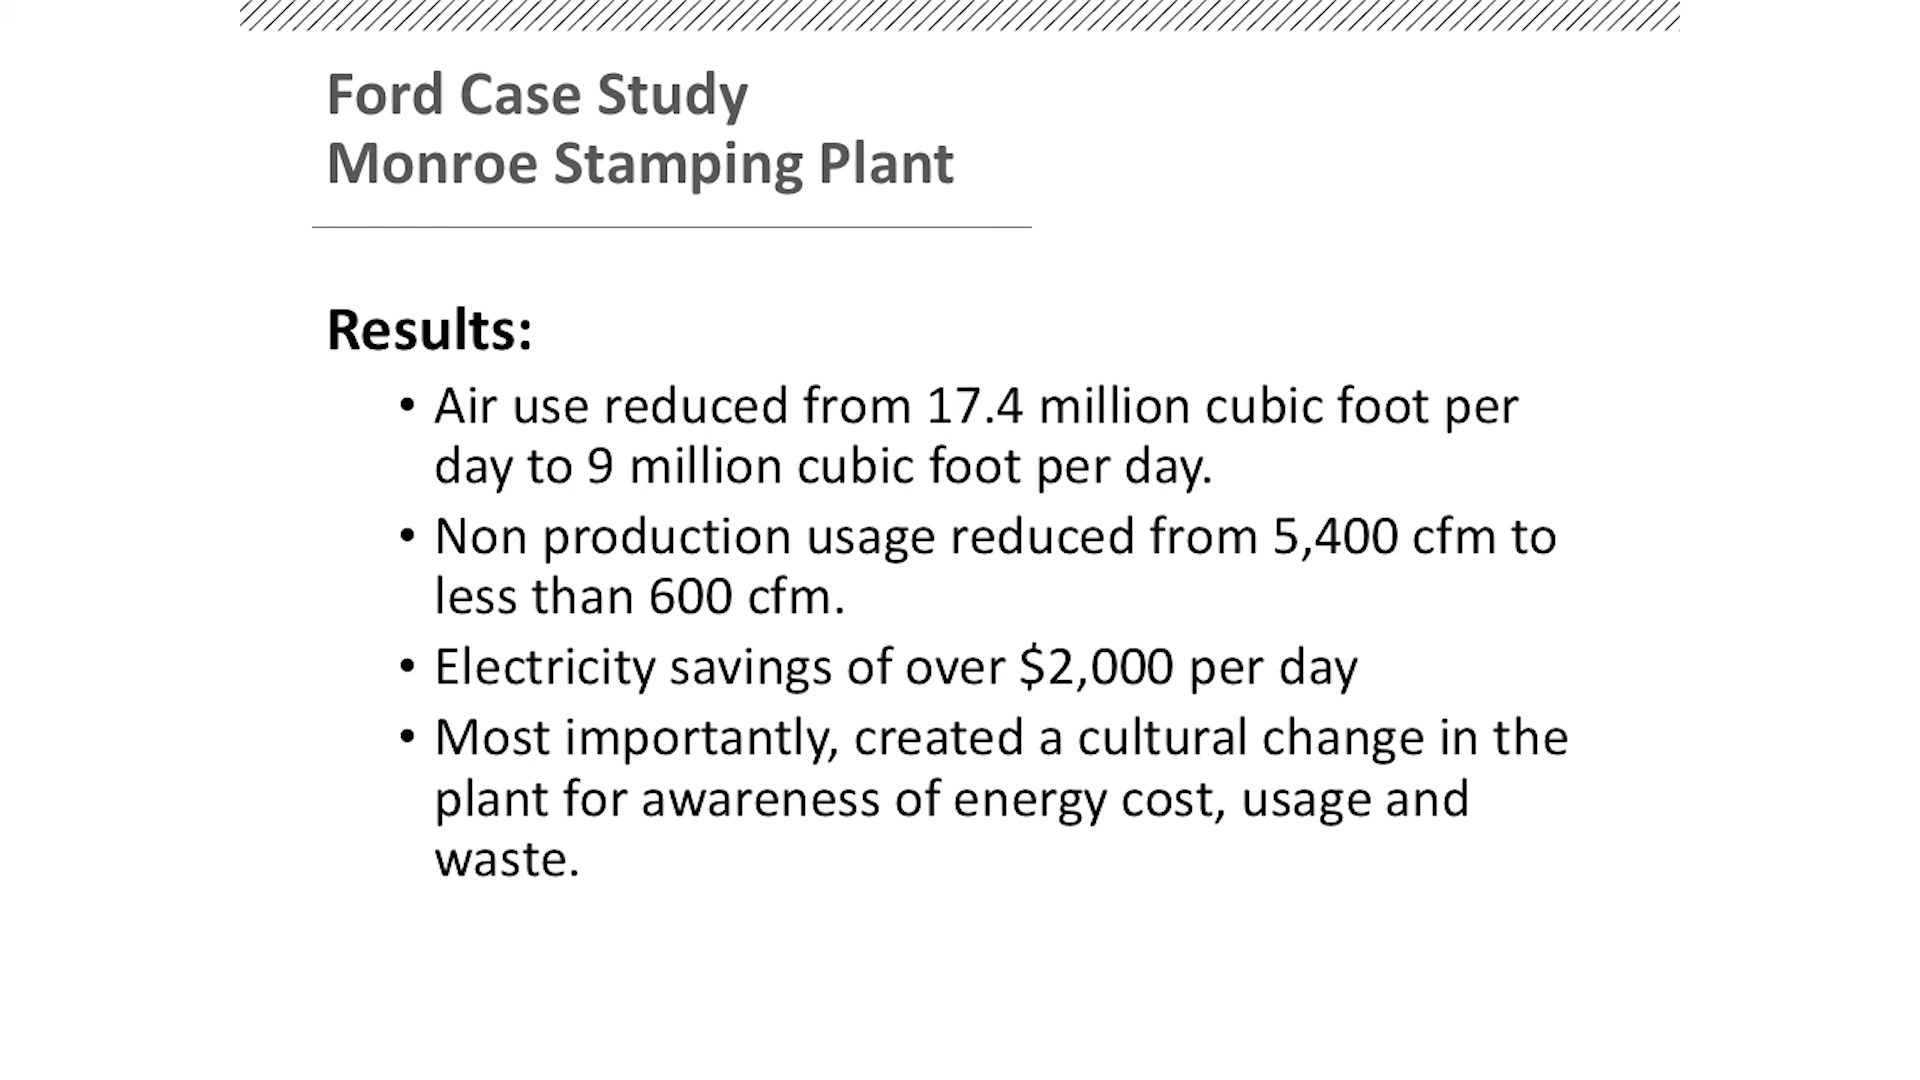 Ford Case Study
Monroe Stamping Plant
Results:
• Air use reduced from 17.4 million cubic foot per
day to 9 million cubic foot per day.
• Non production usage reduced from 5,400 cfm to
less than 600 cfm.
• Electricity savings of over $2,000 per day
• Most importantly, created a cultural change in the
plant for awareness of energy cost, usage and
waste.